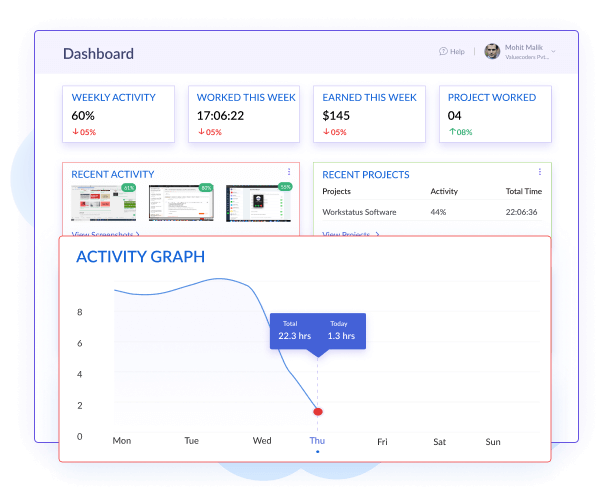 Dashboard
Help
Mohit Malik
Valuecoders Pvt...
WEEKLY ACTIVITY
60%
05%
WORKED THIS WEEK
17:06:22
05%
EARNED THIS WEEK
$145
05%
PROJECT WORKED
04
08%
RECENT ACTIVITY
61%
80%
55%
View Screenshots
RECENT PROJECTS
Projects Activity Total Time
Workstatus Software 44% 22:06:36
View Projects
ACTIVITY GRAPH
8
6
4
2
0
Total Today
22.3 hrs 1.3 hrs
Mon Tue Wed Thu Fri Sat Sun